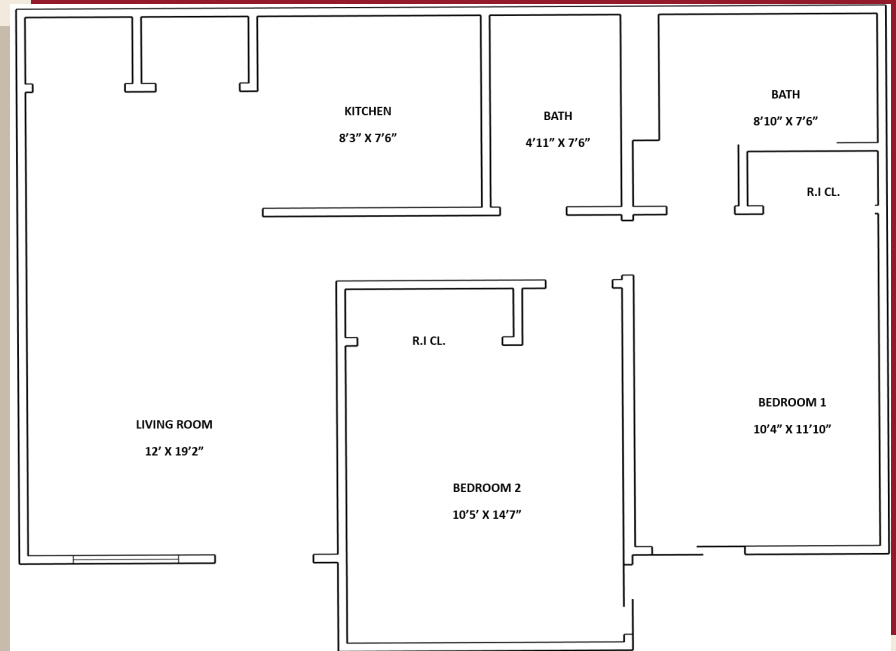 KITCHEN
8'3” X 7'6”
BATH
4'11” X 7'6”
BATH
8'10” X 7'6”
R.I CL.
R.I CL.
LIVING ROOM
12' X 19'2”
BEDROOM 1
10'4” X 11'10”
BEDROOM 2
10'5' X 14'7”